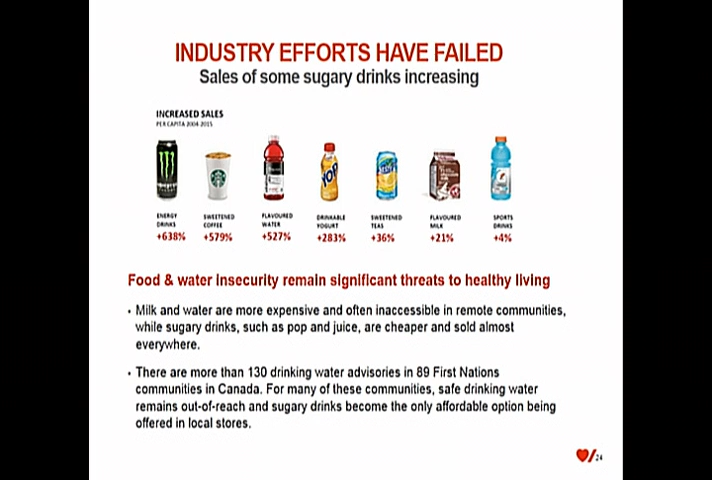 INDUSTRY EFFORTS HAVE FAILED
Sales of some sugary drinks increasing
INCREASED SALES
PER CAPITA 2004-2015
YOP
ENERGY DRINKS
+638%
SWEETENED COFFEE
+579%
FLAVOURED WATER
+527%
DRINKABLE YOGURT
+283%
SWEETENED TEAS
+36%
FLAVOURED MILK
+21%
SPORTS DRINKS
+4%
Food & water insecurity remain significant threats to healthy living
• Milk and water are more expensive and often inaccessible in remote communities,
while sugary drinks, such as pop and juice, are cheaper and sold almost
everywhere.
• There are more than 130 drinking water advisories in 89 First Nations
communities in Canada. For many of these communities, safe drinking water
remains out-of-reach and sugary drinks become the only affordable option being
offered in local stores.
24